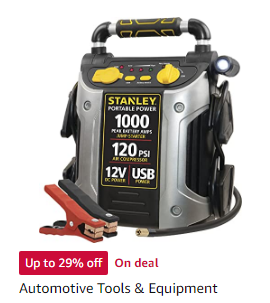 STANLEY
PORTABLE POWER
1000
PEAK BATTERY AMPS
JUMP STARTER
120 PSI
AIR COMPRESSOR
12V USB
DC POWER POWER
Up to 29% off On deal
Automotive Tools & Equipment